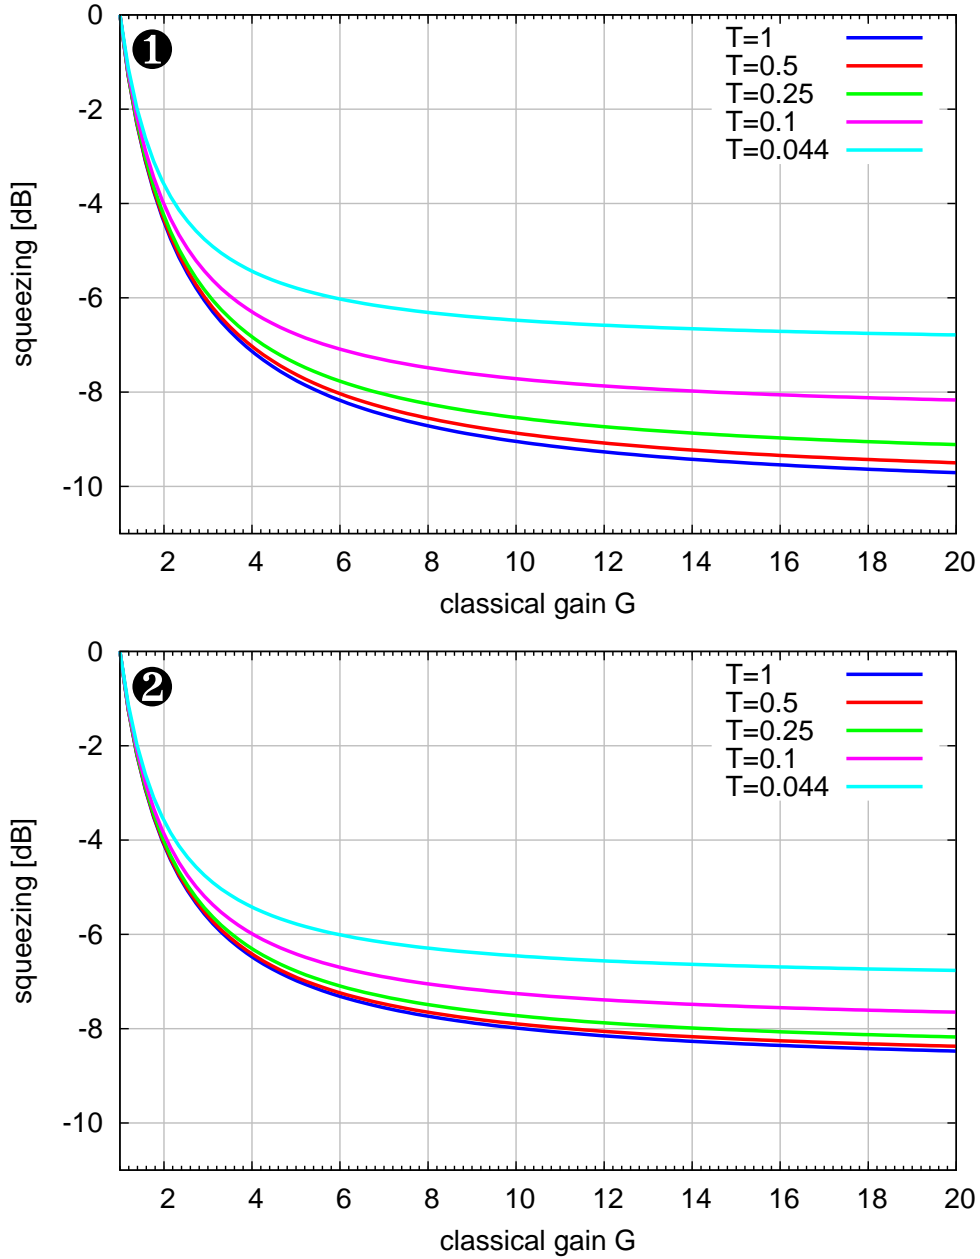 0
-2
-4
-6
-8
-10
squeezing [dB]
1
T=1
T=0.5
T=0.25
T=0.1
T=0.044
2 4 6 8 10 12 14 16 18 20
classical gain G
0
-2
-4
-6
-8
-10
squeezing [dB]
2
T=1
T=0.5
T=0.25
T=0.1
T=0.044
2 4 6 8 10 12 14 16 18 20
classical gain G